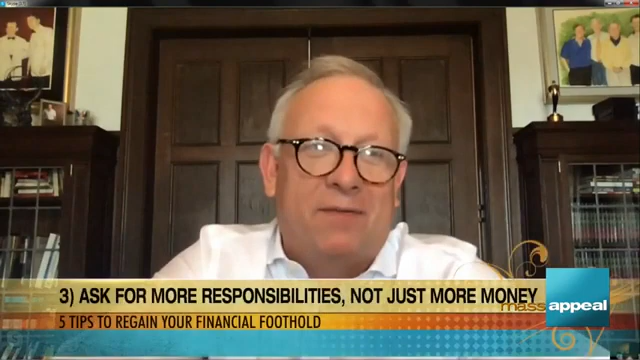 3) ASK FOR MORE RESPONSIBILITIES, NOT JUST MORE MONEY
5 TIPS TO REGAIN YOUR FINANCIAL FOOTHOLD
mass appeal